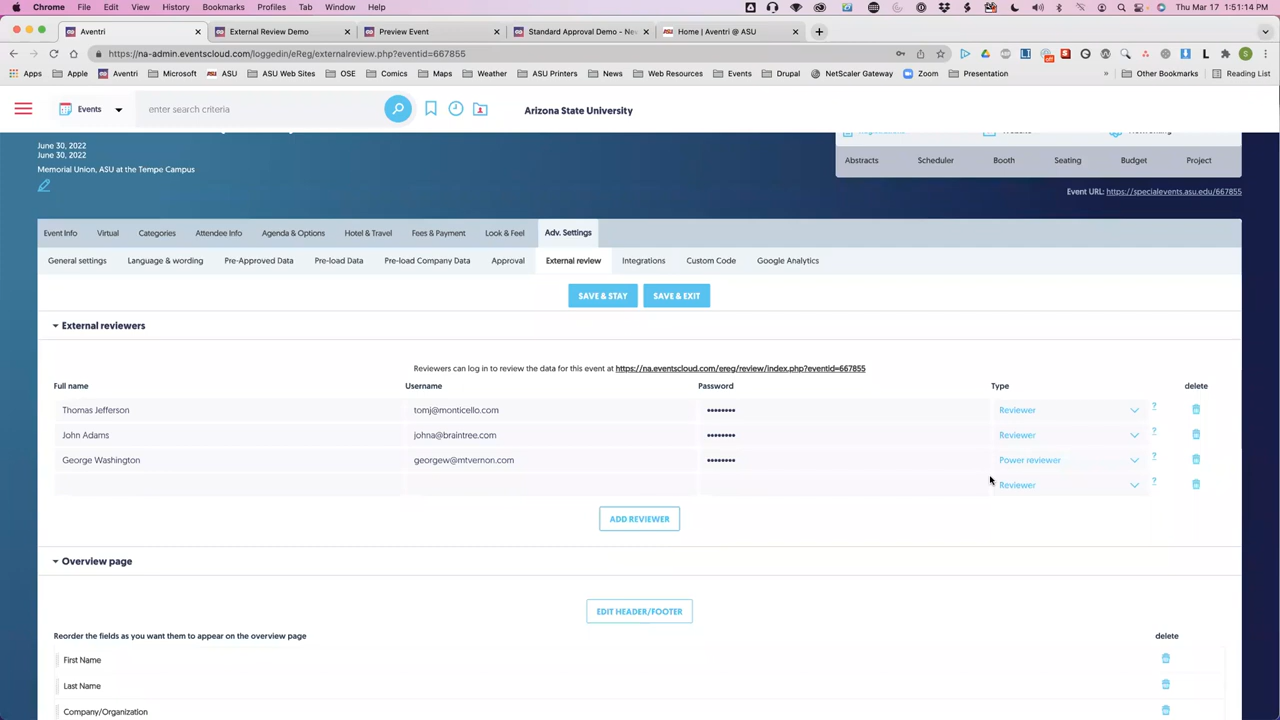 Chrome File Edit View History Bookmarks Profiles Tab Window Help Thu Mar 17 1:51:14 PM
Aventri External Review Demo Preview Event Standard Approval Demo - Ne Home | Aventri @ ASU
https://na-admin.eventscloud.com/loggedin/eReg/externalreview.php?eventid=667855
Apps Apple Aventri Microsoft ASU ASU Web Sites OSE Comics Maps Weather ASU Printers News Web Resources Events Drupal NetScaler Gateway Zoom Presentation » Other Bookmarks Reading List
Events enter search criteria Arizona State University
June 30, 2022
June 30, 2022
Memorial Union, ASU at the Tempe Campus
Abstracts Scheduler Booth Seating Budget Project
Event URL: https://specialevents.asu.edu/667855
Event Info Virtual Categories Attendee Info Agenda & Options Hotel & Travel Fees & Payment Look & Feel Adv. Settings
General settings Language & wording Pre-Approved Data Pre-load Data Pre-load Company Data Approval External review Integrations Custom Code Google Analytics
SAVE & STAY SAVE & EXIT
External reviewers
Reviewers can log in to review the data for this event at https://na.eventscloud.com/ereg/review/index.php?eventid=667855
Full name Username Password Type delete
Thomas Jefferson tomj@monticello.com •••••••• Reviewer ?
John Adams johna@braintree.com •••••••• Reviewer ?
George Washington georgew@mtvernon.com •••••••• Power reviewer ?
Reviewer ?
ADD REVIEWER
Overview page
EDIT HEADER/FOOTER
Reorder the fields as you want them to appear on the overview page delete
First Name
Last Name
Company/Organization